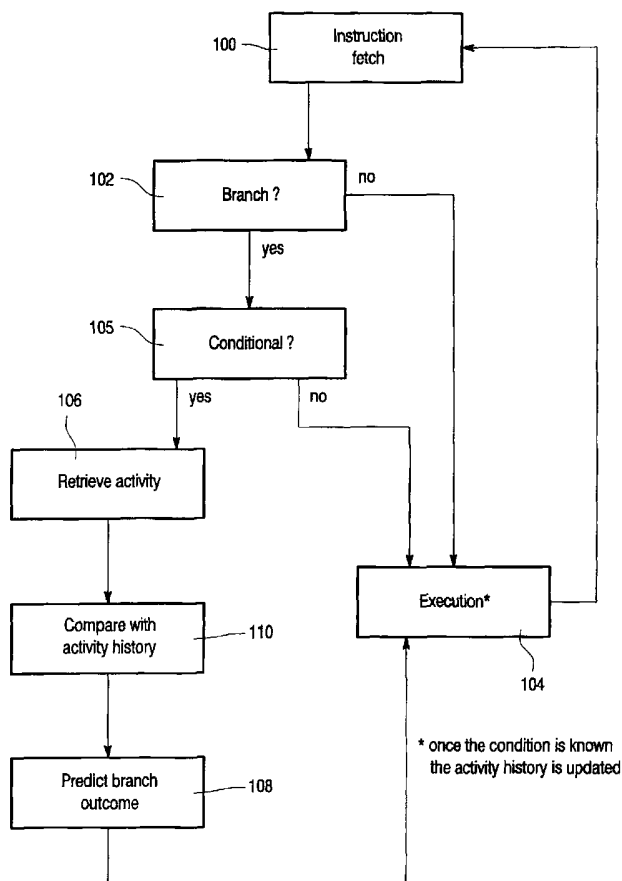 100
Instruction
fetch
102
Branch ?
no
yes
105
Conditional ?
yes
no
106
Retrieve activity
Execution*
104
Compare with
activity history
110
* once the condition is known
the activity history is updated
Predict branch
outcome
108